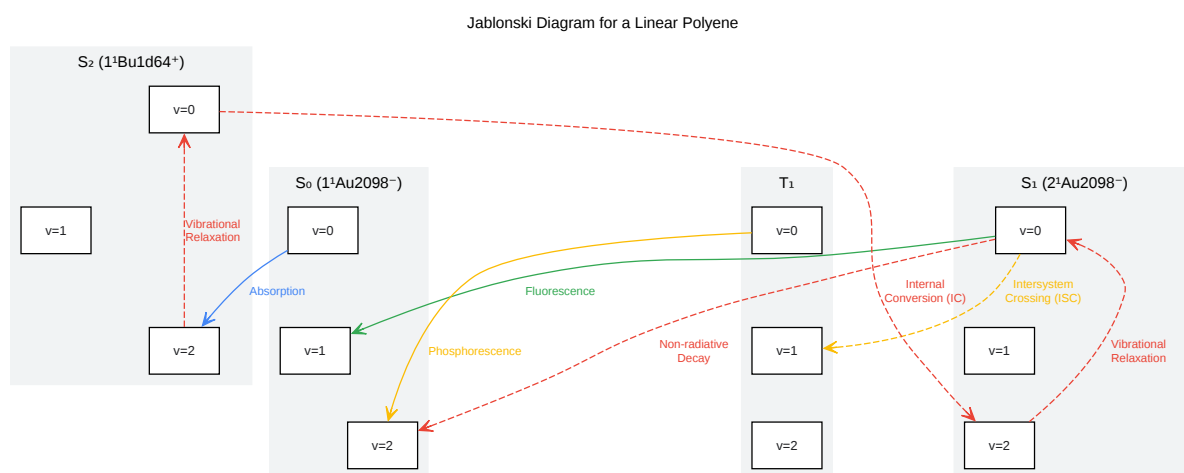 Jablonski Diagram for a Linear Polyene
S₂ (1¹Bu1d64⁺)
v=0
v=1
Vibrational
Relaxation
v=2
S₀ (1¹Au2098⁻)
v=0
Absorption
v=1
v=2
Fluorescence
Phosphorescence
Non-radiative
Decay
T₁
v=0
v=1
v=2
Internal
Conversion (IC)
S₁ (2¹Au2098⁻)
v=0
Intersystem
Crossing (ISC)
v=1
Vibrational
Relaxation
v=2